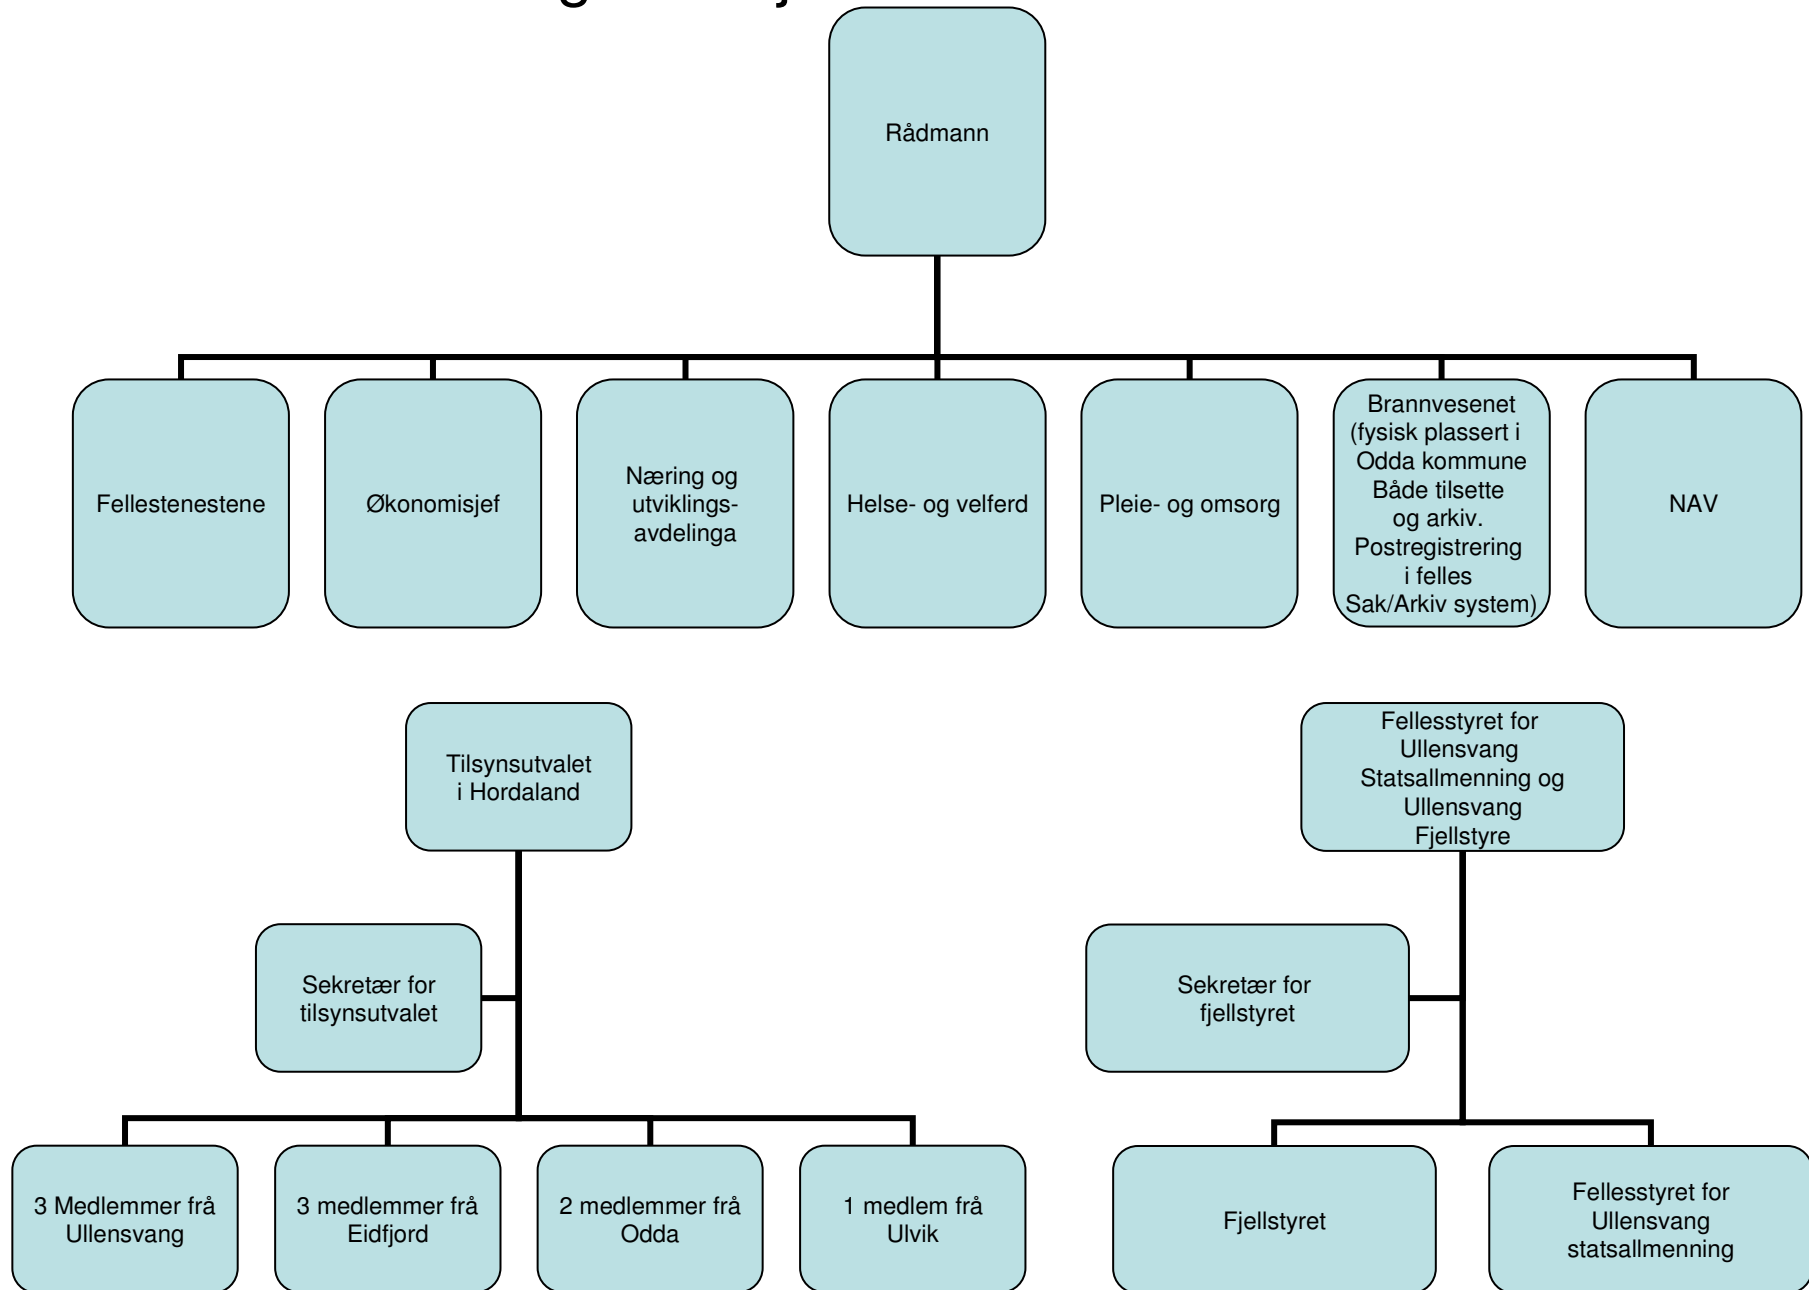 Rådmann
Fellestenestene
Økonomisjef
Næring og
utviklings-
avdelinga
Helse- og velferd
Pleie- og omsorg
Brannvesenet
(fysisk plassert i
Odda kommune
Både tilsette
og arkiv.
Postregistrering
i felles
Sak/Arkiv system)
NAV
Tilsynsutvalet
i Hordaland
Sekretær for
tilsynsutvalet
3 Medlemmer frå
Ullensvang
3 medlemmer frå
Eidfjord
2 medlemmer frå
Odda
1 medlem frå
Ulvik
Fellesstyret for
Ullensvang
Statsallmenning og
Ullensvang
Fjellstyre
Sekretær for
fjellstyret
Fjellstyret
Fellesstyret for
Ullensvang
statsallmenning